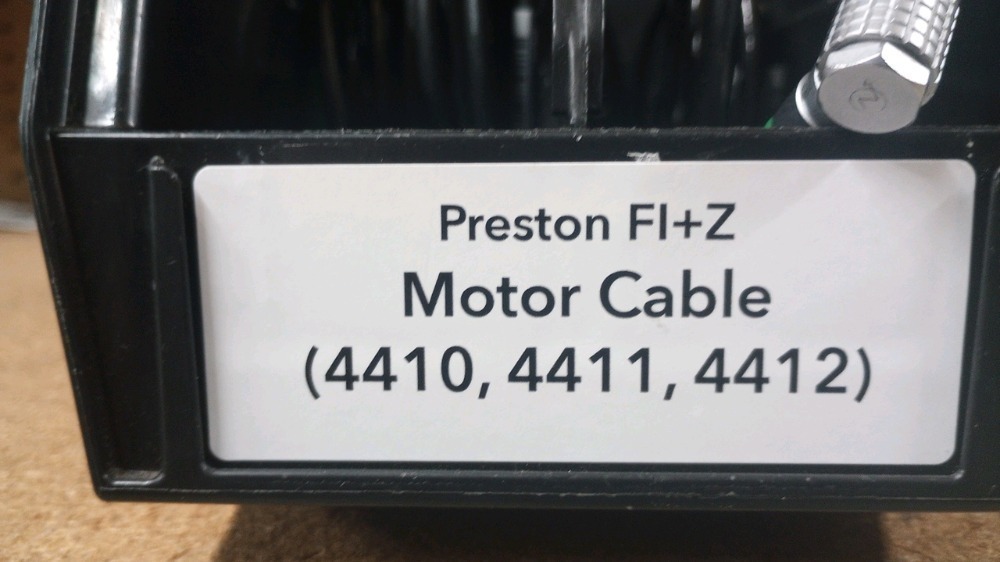 Preston FI+Z
Motor Cable
(4410, 4411, 4412)